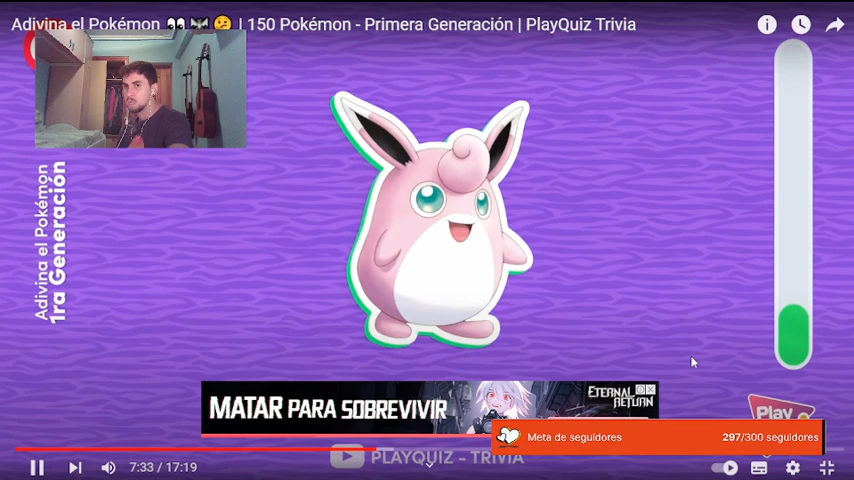 Adivina el Pokémon 👀 🦇 🤔 | 150 Pokémon - Primera Generación | PlayQuiz Trivia
Adivina el Pokémon
1ra Generación
MATAR PARA SOBREVIVIR
ETERNAL RETURN
Play
Meta de seguidores 297/300 seguidores
PLAYQUIZ - TRIVIA
7:33 / 17:19